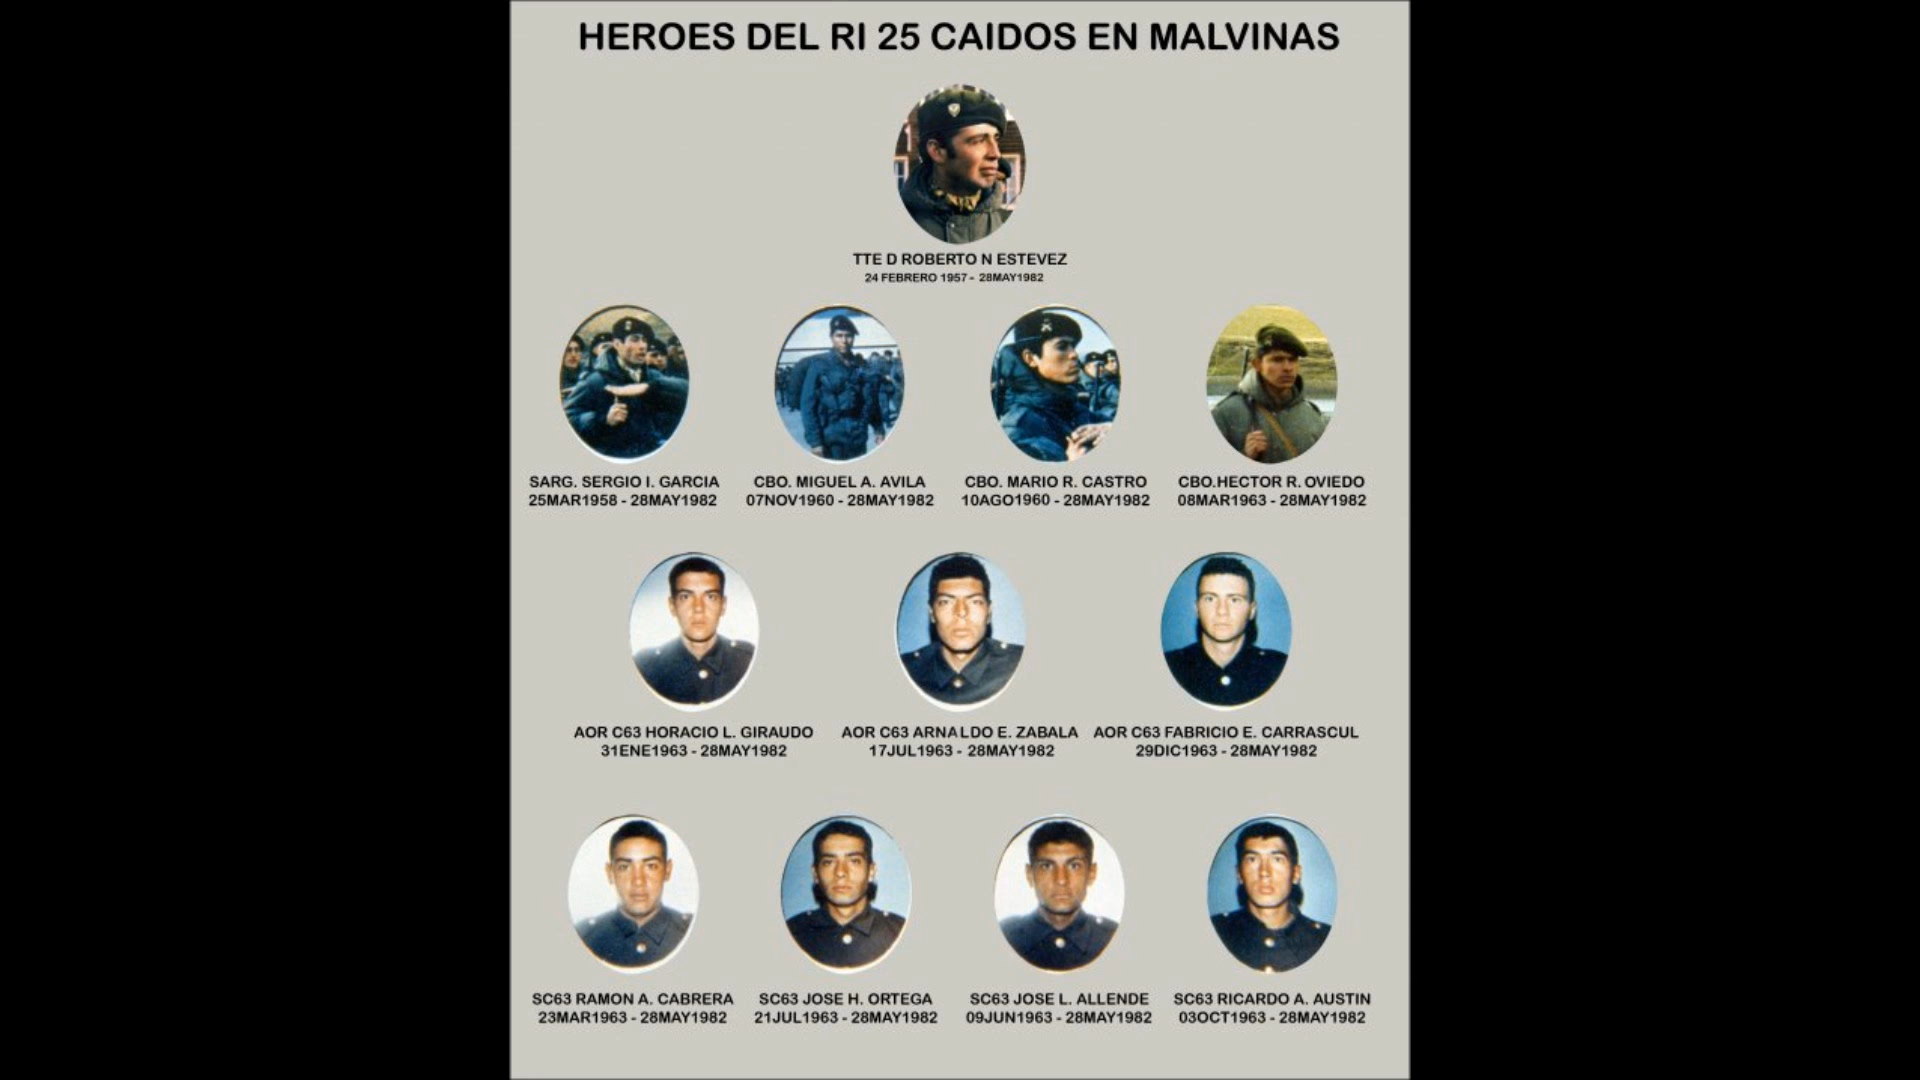 HEROES DEL RI 25 CAIDOS EN MALVINAS
TTE D ROBERTO N ESTEVEZ
24 FEBRERO 1957 - 28MAY1982
SARG. SERGIO I. GARCIA
25MAR1958 - 28MAY1982
CBO. MIGUEL A. AVILA
07NOV1960 - 28MAY1982
CBO. MARIO R. CASTRO
10AGO1960 - 28MAY1982
CBO.HECTOR R. OVIEDO
08MAR1963 - 28MAY1982
AOR C63 HORACIO L. GIRAUDO
31ENE1963 - 28MAY1982
AOR C63 ARNALDO E. ZABALA
17JUL1963 - 28MAY1982
AOR C63 FABRICIO E. CARRASCUL
29DIC1963 - 28MAY1982
SC63 RAMON A. CABRERA
23MAR1963 - 28MAY1982
SC63 JOSE H. ORTEGA
21JUL1963 - 28MAY1982
SC63 JOSE L. ALLENDE
09JUN1963 - 28MAY1982
SC63 RICARDO A. AUSTIN
03OCT1963 - 28MAY1982